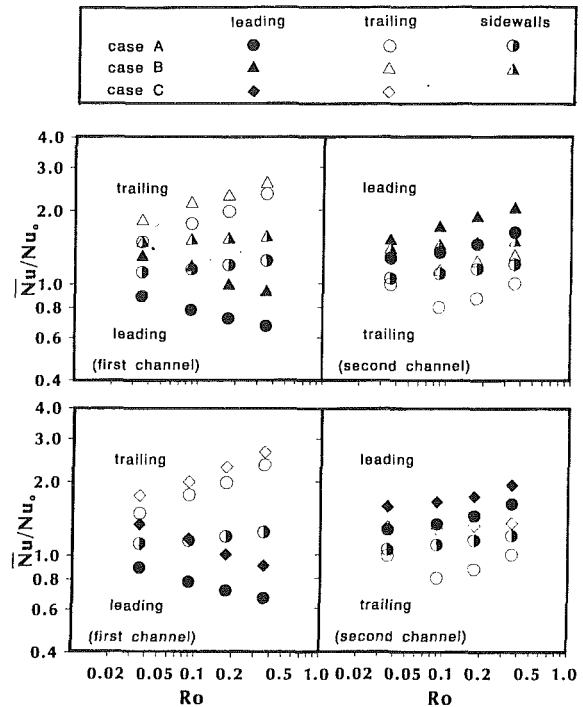 leading trailing sidewalls
case A
case B
case C
4.0
3.0
2.0
1.0
0.8
0.6
0.4
Nu/Nu₀
trailing
leading
(first channel)
leading
trailing
(second channel)
4.0
3.0
2.0
1.0
0.8
0.6
0.4
Nu/Nu₀
trailing
leading
(first channel)
leading
trailing
(second channel)
0.02 0.05 0.1 0.2 0.5 1.0
0.02 0.05 0.1 0.2 0.5 1.0
Ro
Ro